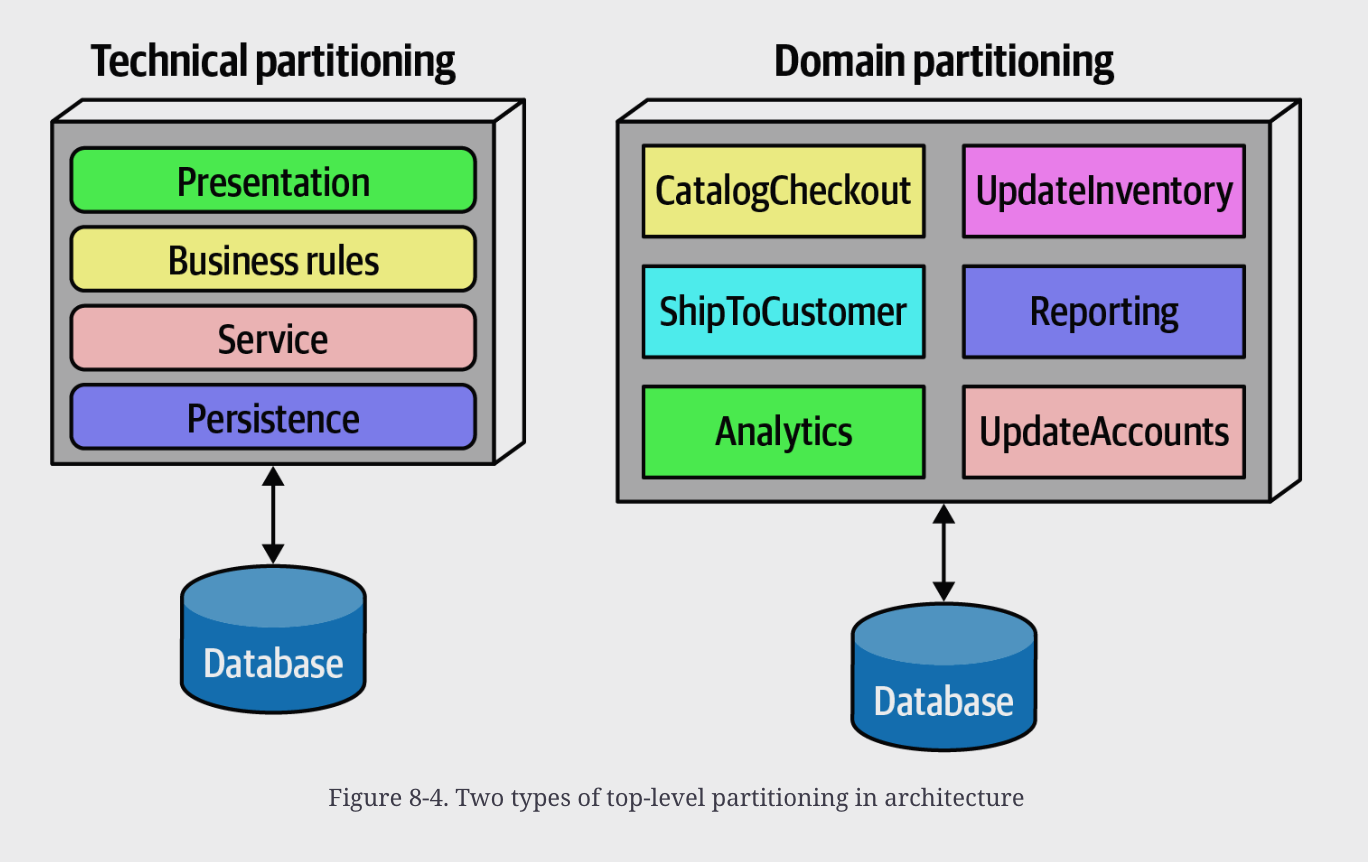 Technical partitioning
Presentation
Business rules
Service
Persistence
Database
Domain partitioning
CatalogCheckout
UpdateInventory
ShipToCustomer
Reporting
Analytics
UpdateAccounts
Database
Figure 8-4. Two types of top-level partitioning in architecture